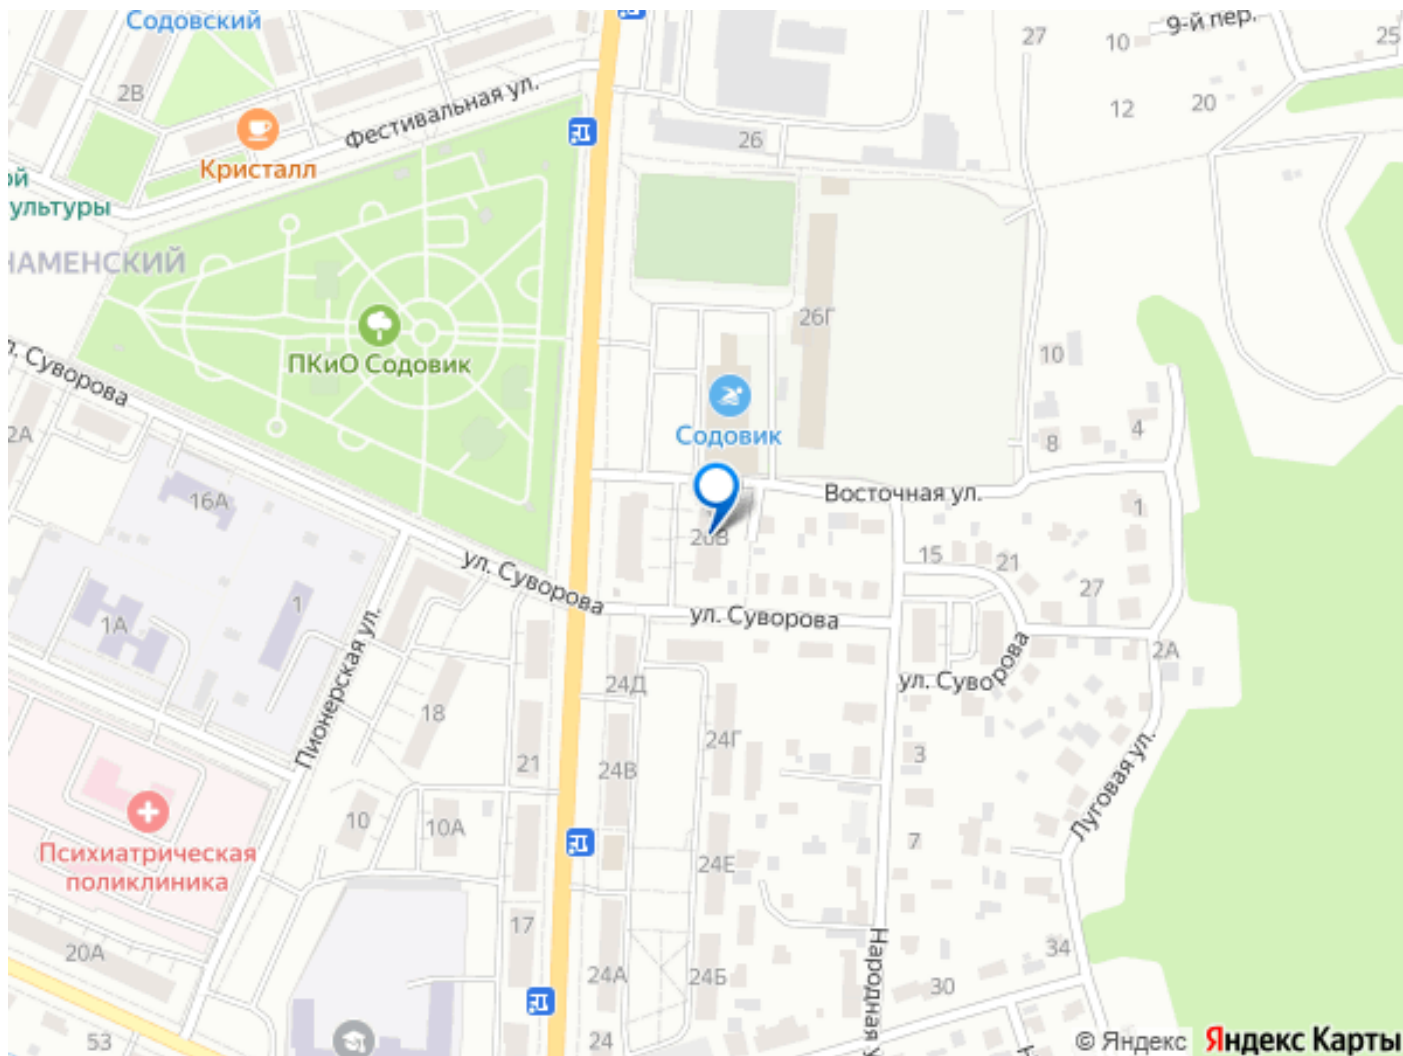 Содовский
9-й пер.
27
10
25
2В
12
20
Фестивальная ул.
26
Кристалл
ой
ультуры
НАМЕНСКИЙ
26Г
ПКиО Содовик
10
л. Суворова
Содовик
4
8
2А
16А
Восточная ул.
1
26В
15
21
ул. Суворова
27
1
1А
ул. Суворова
2А
ул. Суворова
24Д
Пионерская ул.
18
24Г
3
21
24В
Луговая ул.
10
10А
7
Психиатрическая
поликлиника
24Е
17
20А
34
24А
24Б
30
Народная у
53
24
© Яндекс
Яндекс Карты